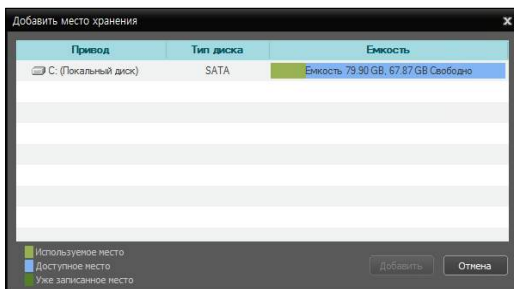 Добавить место хранения
Привод Тип диска Емкость
C: (Локальный диск) SATA Емкость 79.90 GB, 67.87 GB Свободно
Используемое место
Доступное место
Уже записанное место
Добавить Отмена